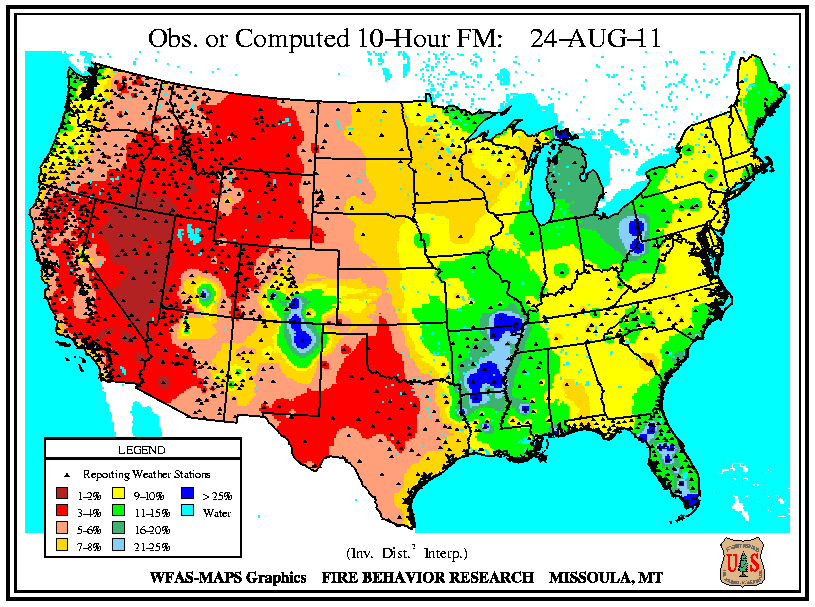 Obs. or Computed 10-Hour FM: 24-AUG-11
LEGEND
Reporting Weather Stations
1-2% 9-10% > 25%
3-4% 11-15% Water
5-6% 16-20%
7-8% 21-25%
(Inv. Dist.² Interp.)
WFAS-MAPS Graphics FIRE BEHAVIOR RESEARCH MISSOULA, MT
U S